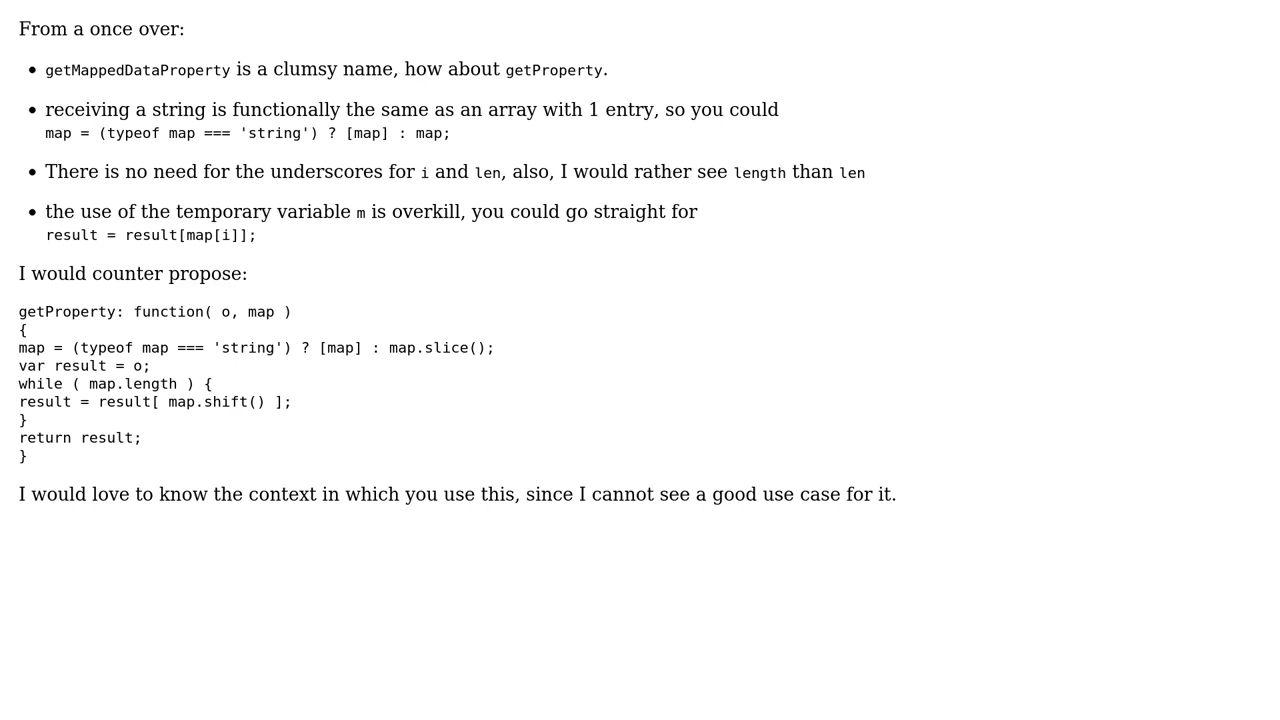 From a once over:
• getMappedDataProperty is a clumsy name, how about getProperty.
• receiving a string is functionally the same as an array with 1 entry, so you could
map = (typeof map === 'string') ? [map] : map;
• There is no need for the underscores for i and len, also, I would rather see length than len
• the use of the temporary variable m is overkill, you could go straight for
result = result[map[i]];
I would counter propose:
getProperty: function( o, map )
{
map = (typeof map === 'string') ? [map] : map.slice();
var result = o;
while ( map.length ) {
result = result[ map.shift() ];
}
return result;
}
I would love to know the context in which you use this, since I cannot see a good use case for it.